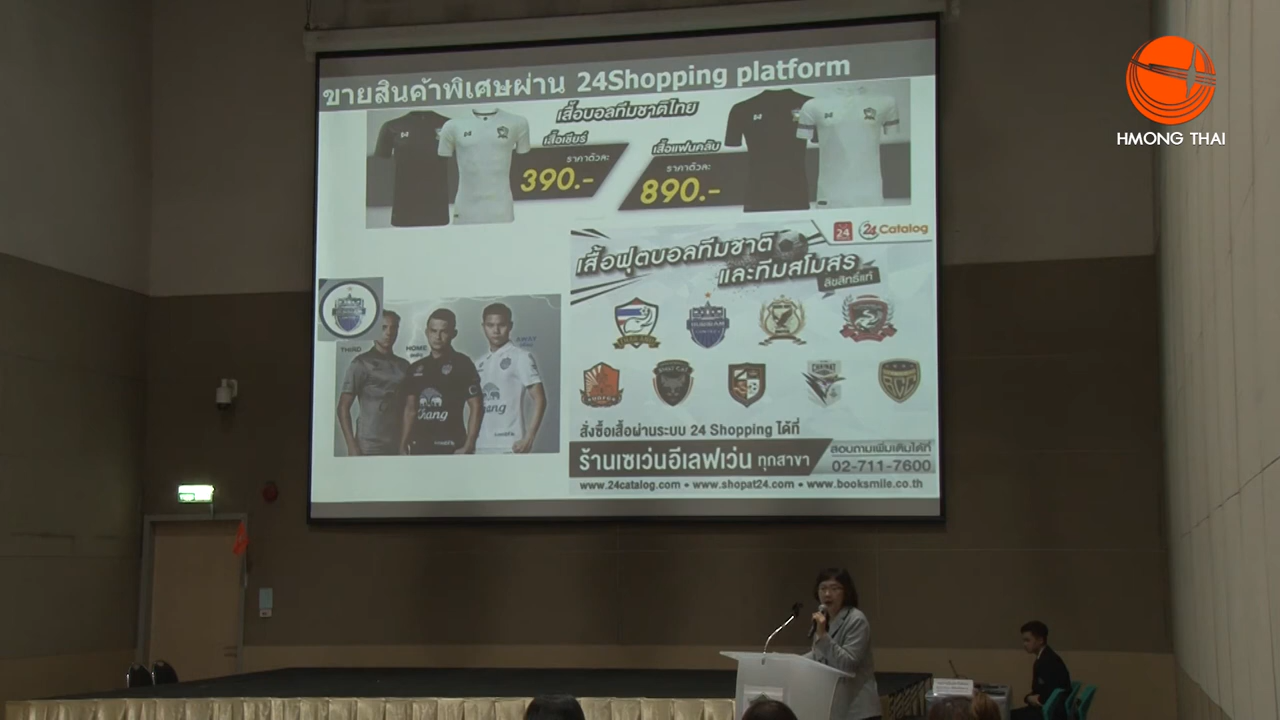 HMONG THAI
ขายสินค้าพิเศษผ่าน 24Shopping platform
เสื้อบอลทีมชาติไทย
เสื้อเชียร์
ราคาตัวละ
390.-
เสื้อแฟนคลับ
ราคาตัวละ
890.-
24
24 Catalog
เสื้อฟุตบอลทีมชาติ
และทีมสโมสร
ลิขสิทธิ์แท้
THIRD
HOME
AWAY
Chang
สั่งซื้อเสื้อผ่านระบบ 24 Shopping ได้ที่
ร้านเซเว่นอีเลฟเว่น ทุกสาขา
สอบถามเพิ่มเติมได้ที่
02-711-7600
www.24catalog.com • www.shopat24.com • www.booksmile.co.th